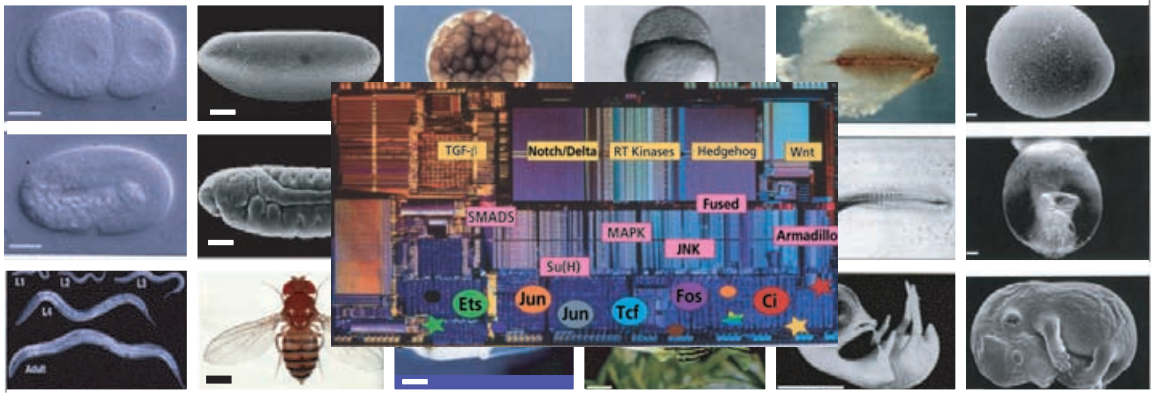 TGF-β
Notch/Delta
RT Kinases
Hedgehog
Wnt
Fused
SMADS
MAPK
Armadillo
JNK
Su(H)
Ets
Jun
Jun
Tcf
Fos
Ci
L1
L2
L3
L4
Adult